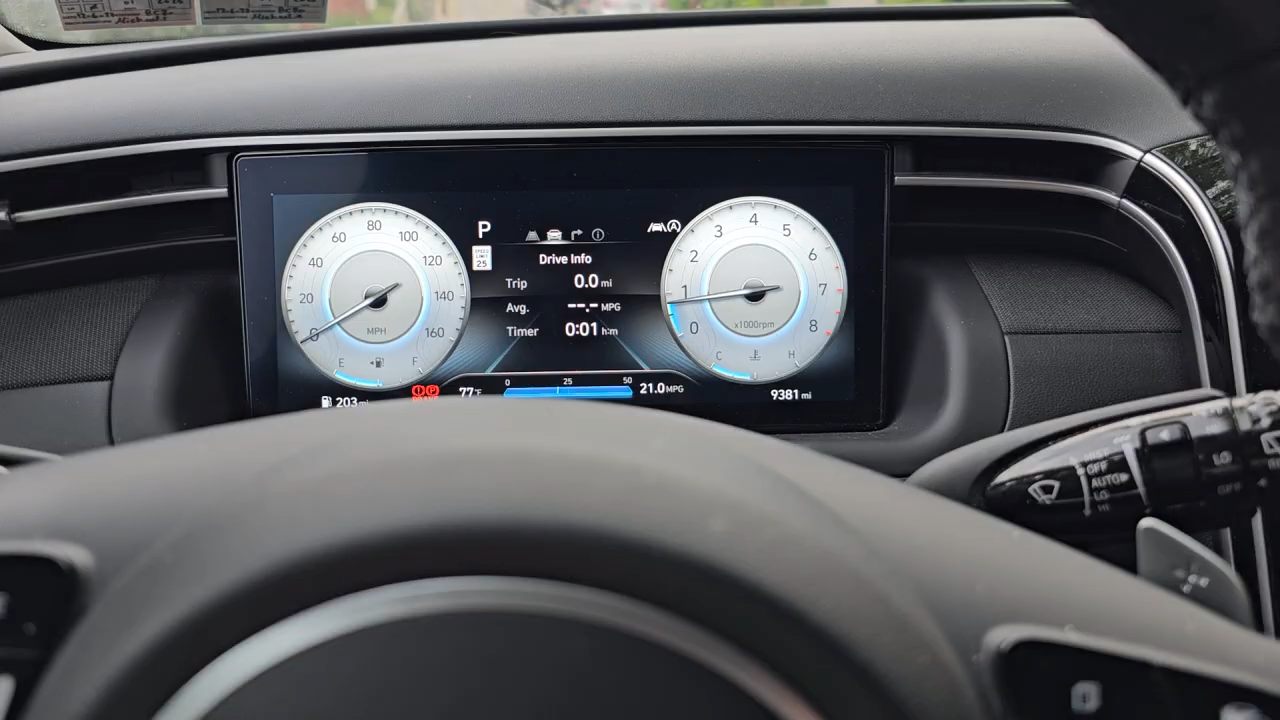 80
60
100
40
120
20
140
0
160
MPH
E
F
203 mi
P
SPEED
LIMIT
25
Drive Info
Trip 0.0 mi
Avg. --.- MPG
Timer 0:01 h:m
77°F
0 25 50
21.0 MPG
4
3
5
2
6
1
7
0
8
x1000rpm
C
H
9381 mi
OFF
AUTO
LO
HI
LO
OFF